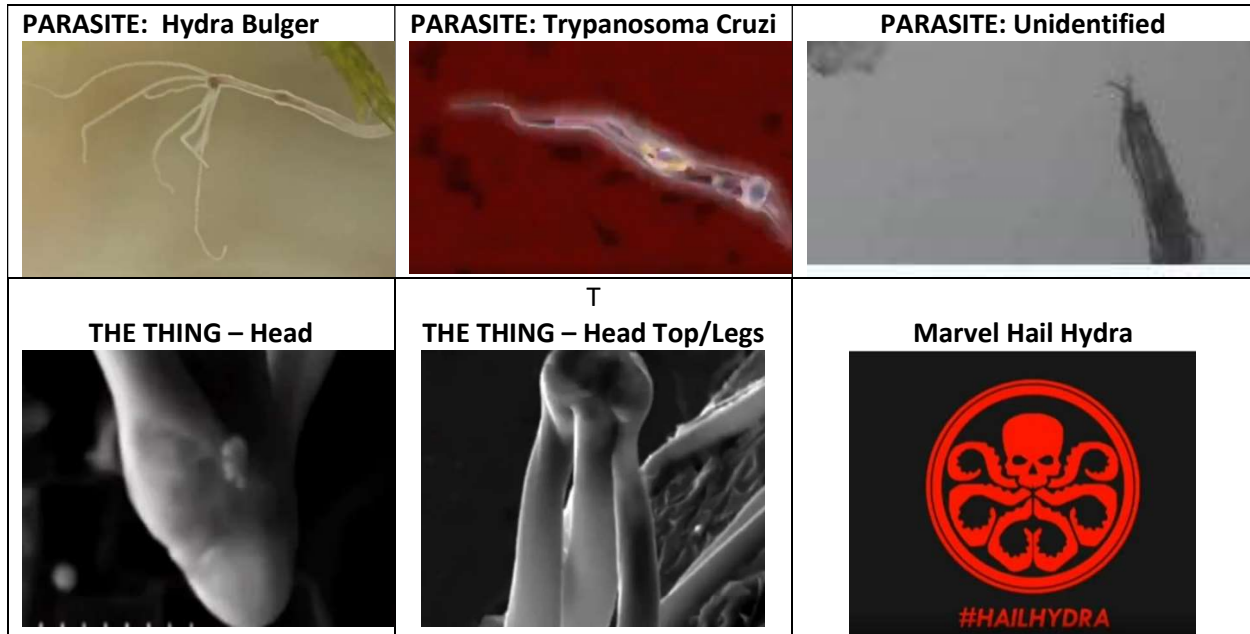 PARASITE: Hydra Bulger
PARASITE: Trypanosoma Cruzi
PARASITE: Unidentified
THE THING – Head
T
THE THING – Head Top/Legs
Marvel Hail Hydra
#HAILHYDRA